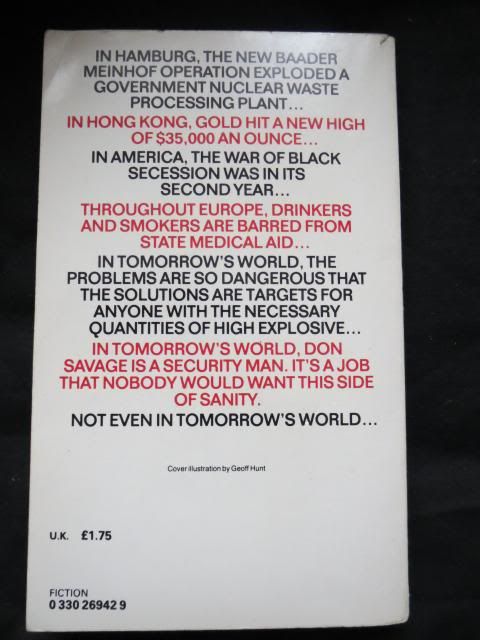 IN HAMBURG, THE NEW BAADER
MEINHOF OPERATION EXPLODED A
GOVERNMENT NUCLEAR WASTE
PROCESSING PLANT...
IN HONG KONG, GOLD HIT A NEW HIGH
OF $35,000 AN OUNCE...
IN AMERICA, THE WAR OF BLACK
SECESSION WAS IN ITS
SECOND YEAR...
THROUGHOUT EUROPE, DRINKERS
AND SMOKERS ARE BARRED FROM
STATE MEDICAL AID...
IN TOMORROW'S WORLD, THE
PROBLEMS ARE SO DANGEROUS THAT
THE SOLUTIONS ARE TARGETS FOR
ANYONE WITH THE NECESSARY
QUANTITIES OF HIGH EXPLOSIVE...
IN TOMORROW'S WORLD, DON
SAVAGE IS A SECURITY MAN. IT'S A JOB
THAT NOBODY WOULD WANT THIS SIDE
OF SANITY.
NOT EVEN IN TOMORROW'S WORLD...
Cover illustration by Geoff Hunt
U.K. £1.75
FICTION
0 330 26942 9